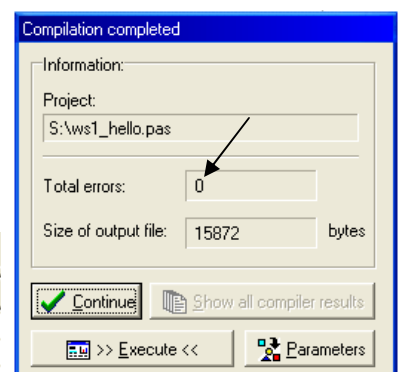 Compilation completed
Information:
Project:
S:\ws1_hello.pas
Total errors: 0
Size of output file: 15872 bytes
Continue Show all compiler results
>> Execute << Parameters